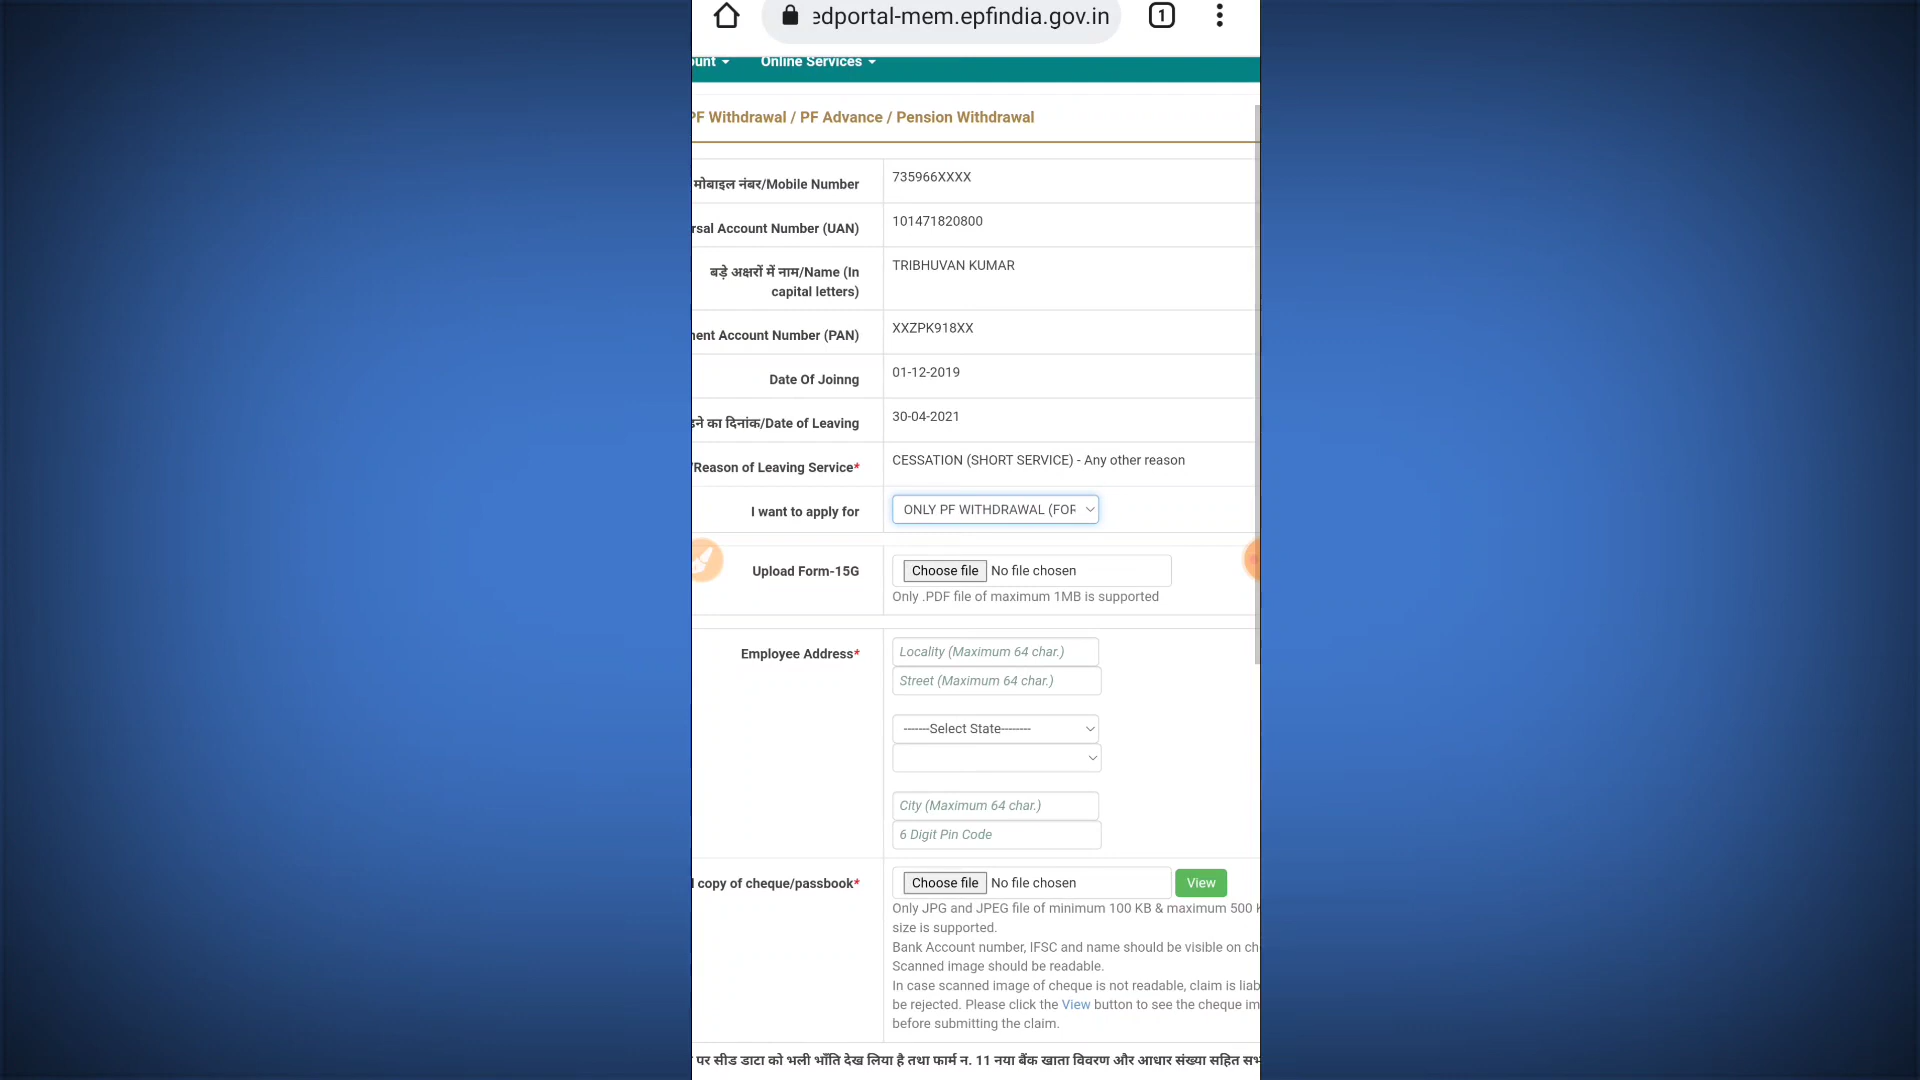 edportal-mem.epfindia.gov.in 1
ount Online Services
PF Withdrawal / PF Advance / Pension Withdrawal
मोबाइल नंबर/Mobile Number 735966XXXX
rsal Account Number (UAN) 101471820800
बड़े अक्षरों में नाम/Name (In TRIBHUVAN KUMAR
capital letters)
nent Account Number (PAN) XXZPK918XX
Date Of Joinng 01-12-2019
ड़ने का दिनांक/Date of Leaving 30-04-2021
/Reason of Leaving Service* CESSATION (SHORT SERVICE) - Any other reason
I want to apply for ONLY PF WITHDRAWAL (FOR
Upload Form-15G Choose file No file chosen
Only .PDF file of maximum 1MB is supported
Employee Address* Locality (Maximum 64 char.)
Street (Maximum 64 char.)
-------Select State--------
City (Maximum 64 char.)
6 Digit Pin Code
copy of cheque/passbook* Choose file No file chosen View
Only JPG and JPEG file of minimum 100 KB & maximum 500 K
size is supported.
Bank Account number, IFSC and name should be visible on ch
Scanned image should be readable.
In case scanned image of cheque is not readable, claim is liab
be rejected. Please click the View button to see the cheque im
before submitting the claim.
पर सीड डाटा को भली भाँति देख लिया है तथा फार्म न. 11 नया बैंक खाता विवरण और आधार संख्या सहित सभ